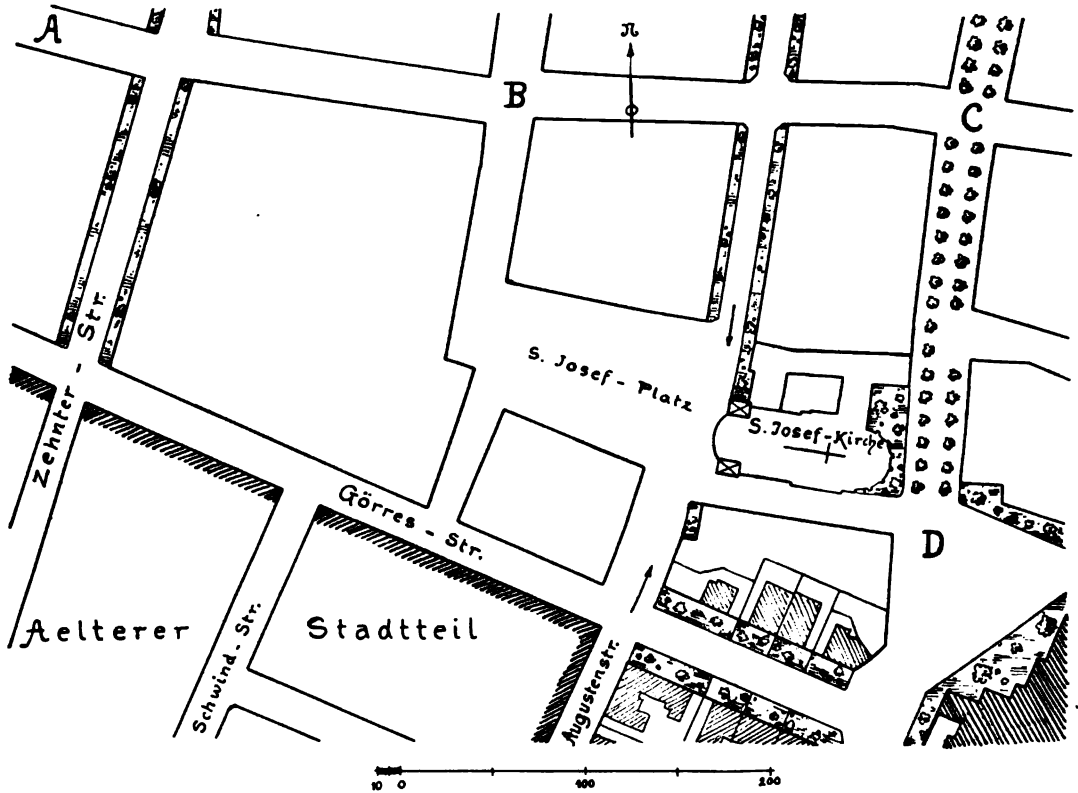 A
n
B
C
Zehnter - Str.
S. Josef - Platz
S. Josef-Kirche
Görres - Str.
D
Aelterer Stadtteil
Schwind - Str.
Augustenstr.
10 0 100 200